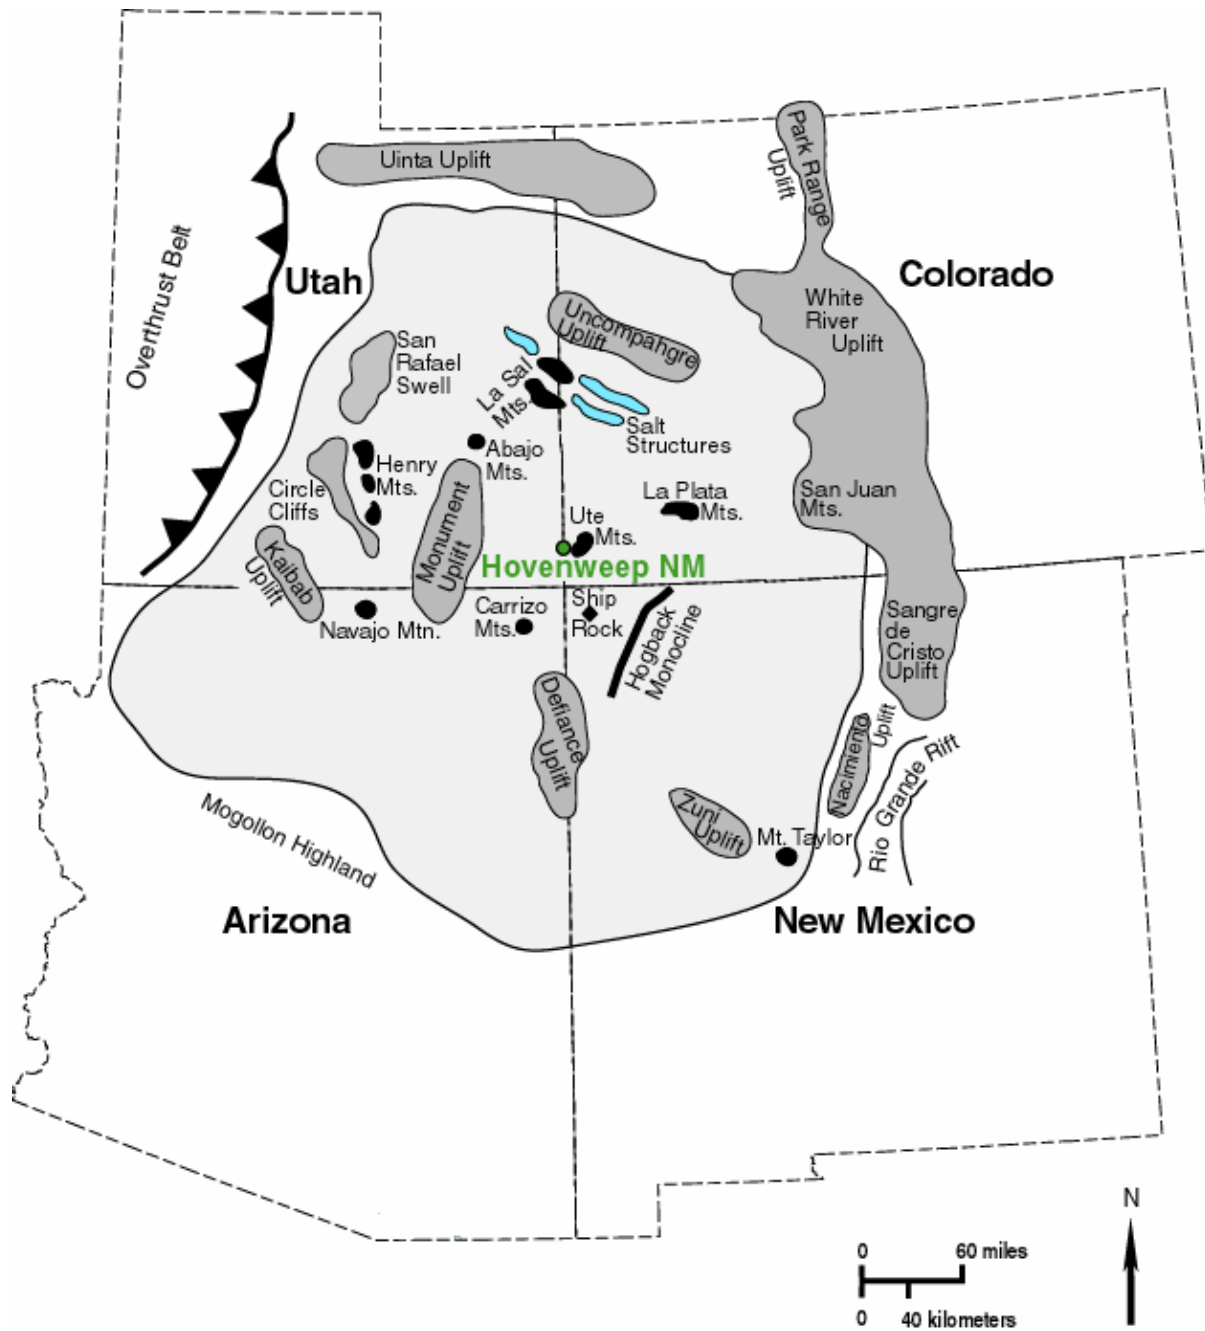 Uinta Uplift
Park Range
Uplift
Overthrust Belt
Utah
Colorado
White
River
Uplift
Uncompahgre
Uplift
San
Rafael
Swell
La Sal
Mts.
Salt
Structures
Abajo
Mts.
Henry
Mts.
Circle
Cliffs
Monument
Uplift
La Plata
Mts.
San Juan
Mts.
Ute
Mts.
Hovenweep NM
Kaibab
Uplift
Navajo Mtn.
Carrizo
Mts.
Ship
Rock
Hogback
Monocline
Sangre
de
Cristo
Uplift
Defiance
Uplift
Nacimiento
Uplift
Rio Grande Rift
Zuni
Uplift
Mt. Taylor
Mogollon Highland
Arizona
New Mexico
N
0 60 miles
0 40 kilometers